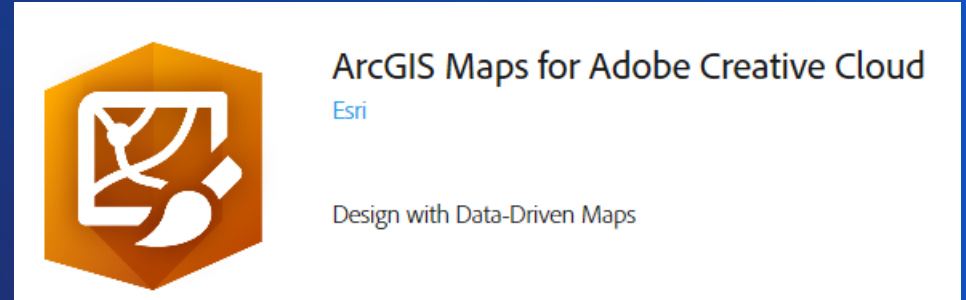 ArcGIS Maps for Adobe Creative Cloud
Esri
Design with Data-Driven Maps